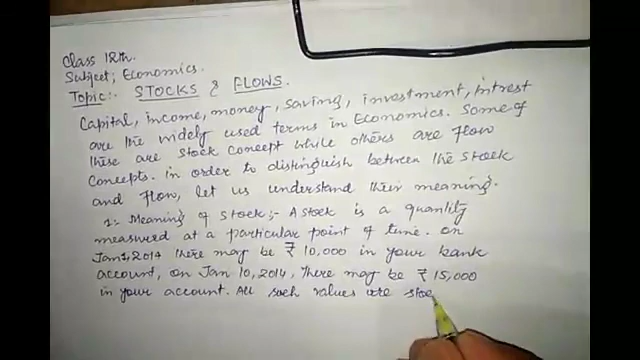 Class 12th.
Subject; Economics.
Topic:- STOCKS & FLOWS.
Capital, income, money, saving, investment, intrest
are the widely used terms in Economics. Some of
these are stock concept while others are flow
concepts. In order to distinguish between the stock
and flow, let us understand their meaning.
1:- Meaning of stock;- A stock is a quantity
measured at a particular point of time. On
Jan1,2014 there may be ₹ 10,000 in your bank
account, on Jan 10,2014, there may be ₹ 15,000
in your account. All such values are stoc